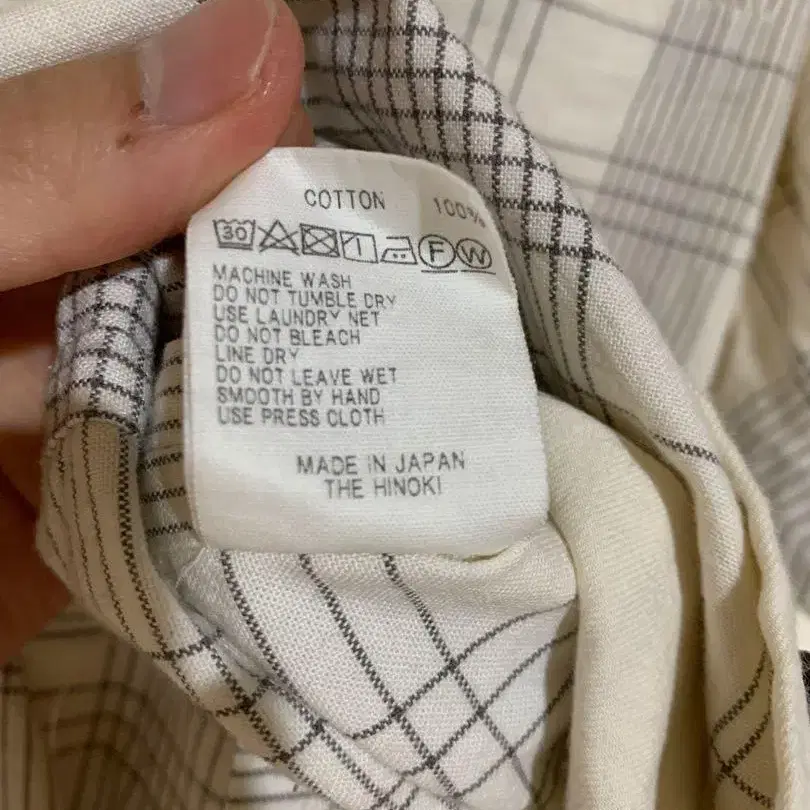 COTTON 100%
30 F W
MACHINE WASH
DO NOT TUMBLE DRY
USE LAUNDRY NET
DO NOT BLEACH
LINE DRY
DO NOT LEAVE WET
SMOOTH BY HAND
USE PRESS CLOTH
MADE IN JAPAN
THE HINOKI